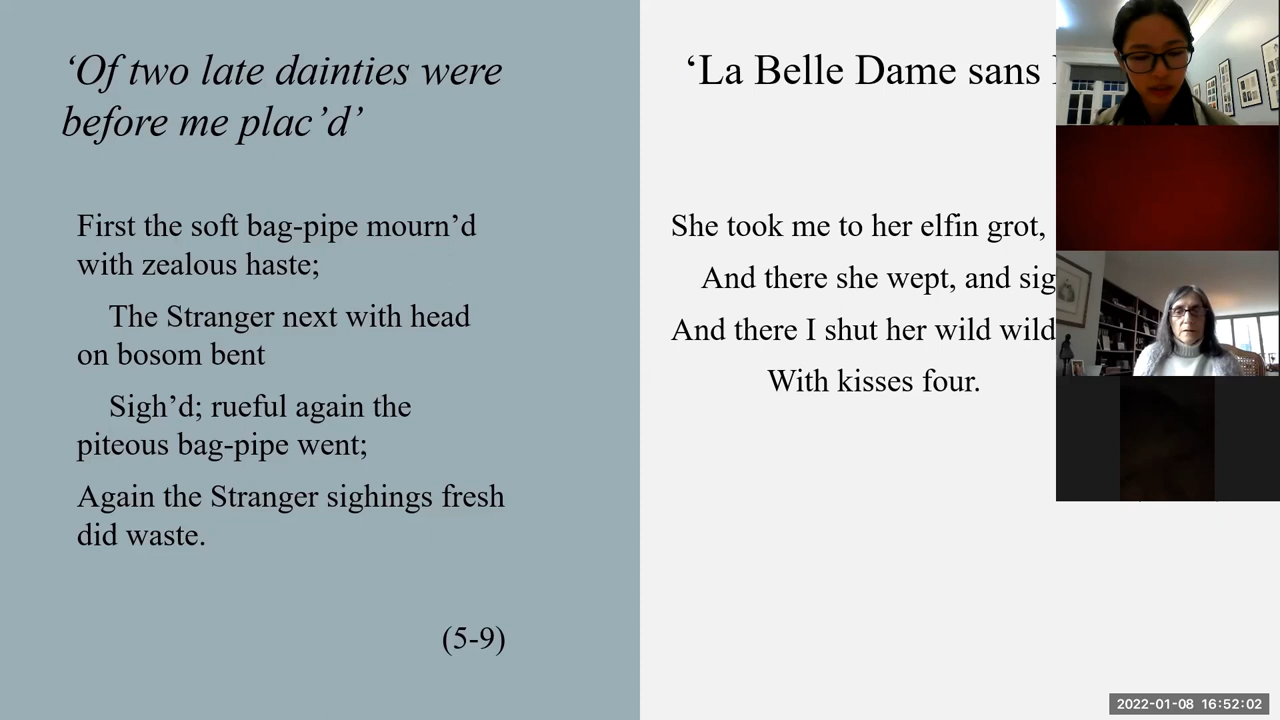 ‘Of two late dainties were
before me plac’d’
First the soft bag-pipe mourn’d
with zealous haste;
The Stranger next with head
on bosom bent
Sigh’d; rueful again the
piteous bag-pipe went;
Again the Stranger sighings fresh
did waste.
(5-9)
‘La Belle Dame sans
She took me to her elfin grot,
And there she wept, and sig
And there I shut her wild wild
With kisses four.
2022-01-08 16:52:02